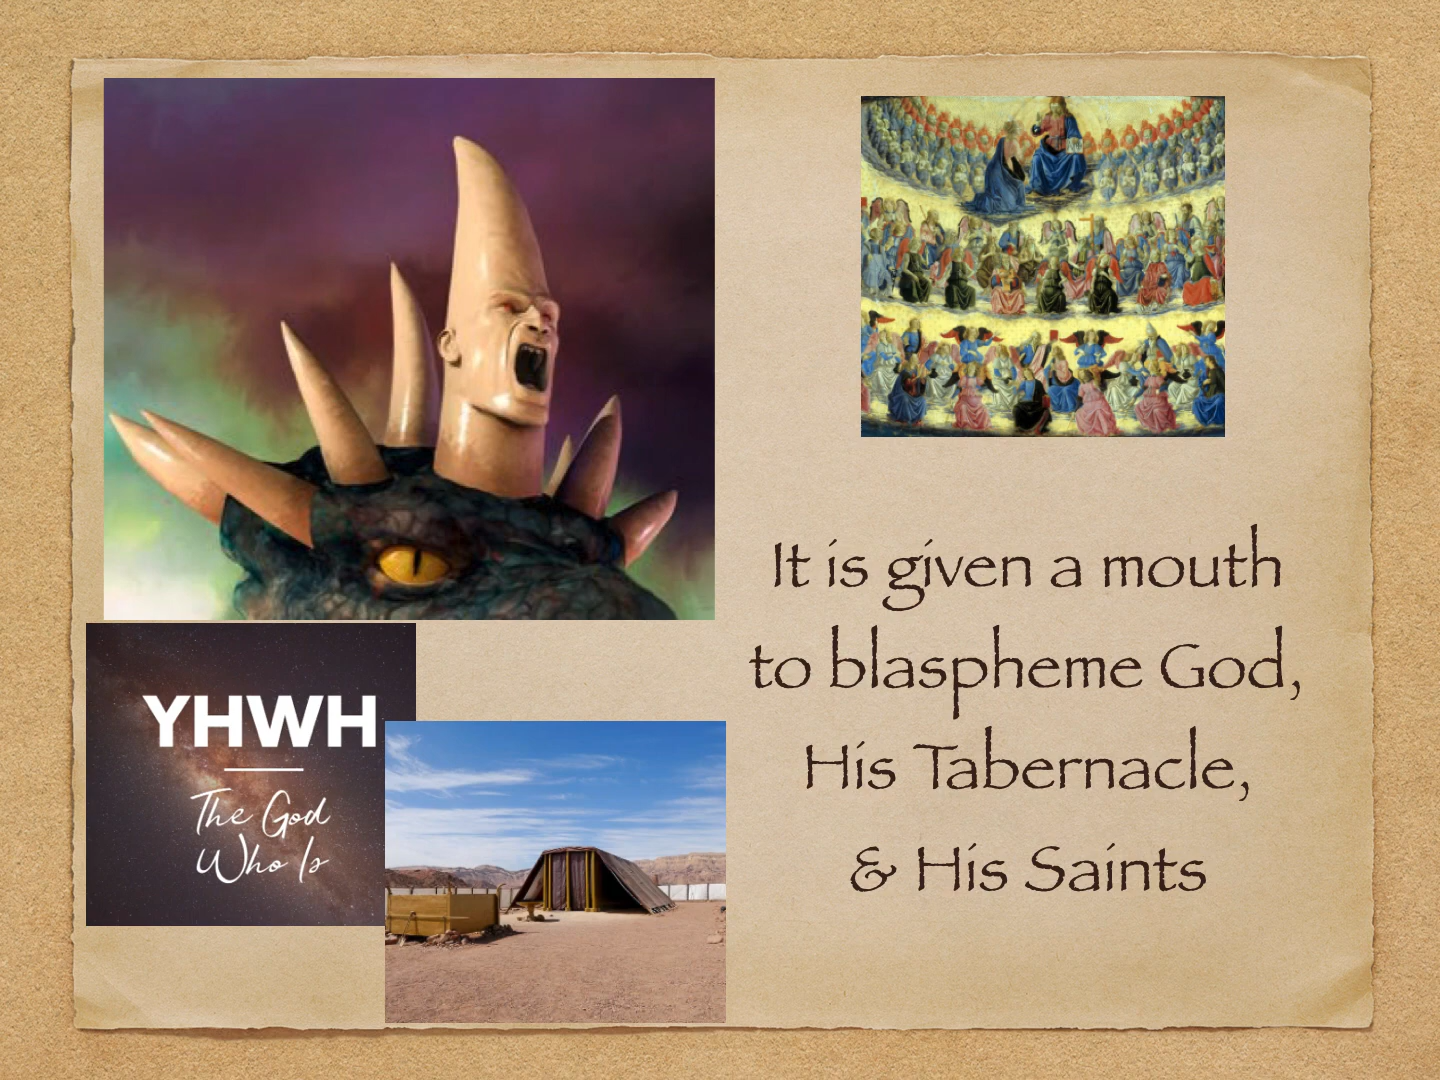 YHWH
The God
Who Is
It is given a mouth
to blaspheme God,
His Tabernacle,
& His Saints